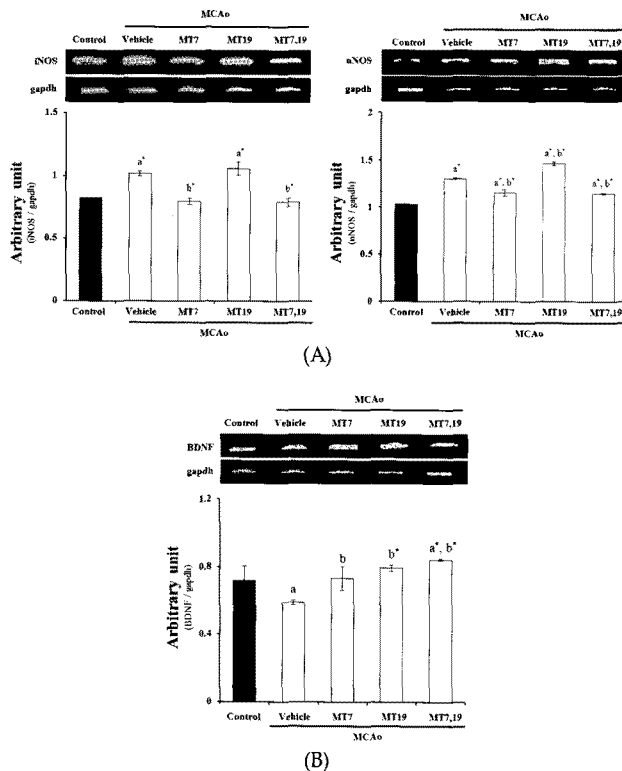 MCAo
Control Vehicle MT7 MT19 MT7,19
iNOS
gapdh
2
1.5
1
0.5
0
Arbitrary unit
(iNOS / gapdh)
a*
b*
a*
b*
Control Vehicle MT7 MT19 MT7,19
MCAo
MCAo
Control Vehicle MT7 MT19 MT7,19
nNOS
gapdh
2
1.5
1
0.5
0
Arbitrary unit
(nNOS / gapdh)
a*
a*, b*
a*, b*
a*, b*
Control Vehicle MT7 MT19 MT7,19
MCAo
(A)
MCAo
Control Vehicle MT7 MT19 MT7,19
BDNF
gapdh
1.2
0.8
0.4
0
Arbitrary unit
(BDNF / gapdh)
a
b
b*
a*, b*
Control Vehicle MT7 MT19 MT7,19
MCAo
(B)